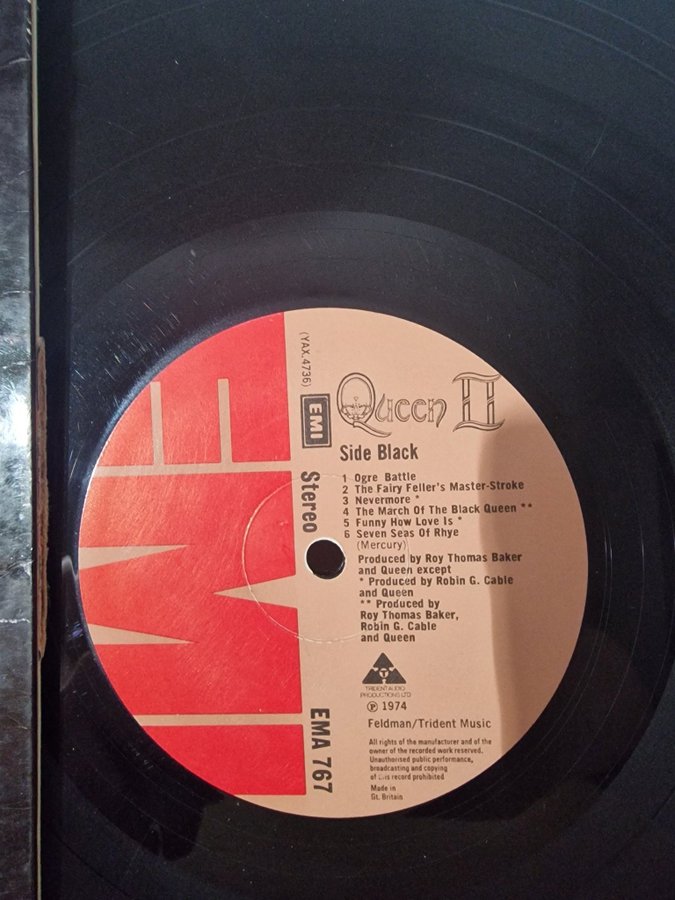 (YAX.4736)
EMI
Stereo
EMA 767
EMI
Queen II
Side Black
1 Ogre Battle
2 The Fairy Feller's Master-Stroke
3 Nevermore *
4 The March Of The Black Queen **
5 Funny How Love Is *
6 Seven Seas Of Rhye
(Mercury)
Produced by Roy Thomas Baker
and Queen except
* Produced by Robin G. Cable
and Queen
** Produced by
Roy Thomas Baker,
Robin G. Cable
and Queen
TRIDENT AUDIO
PRODUCTIONS LTD
℗ 1974
Feldman/Trident Music
All rights of the manufacturer and of the
owner of the recorded work reserved.
Unauthorised public performance,
broadcasting and copying
of this record prohibited
Made in
Gt. Britain